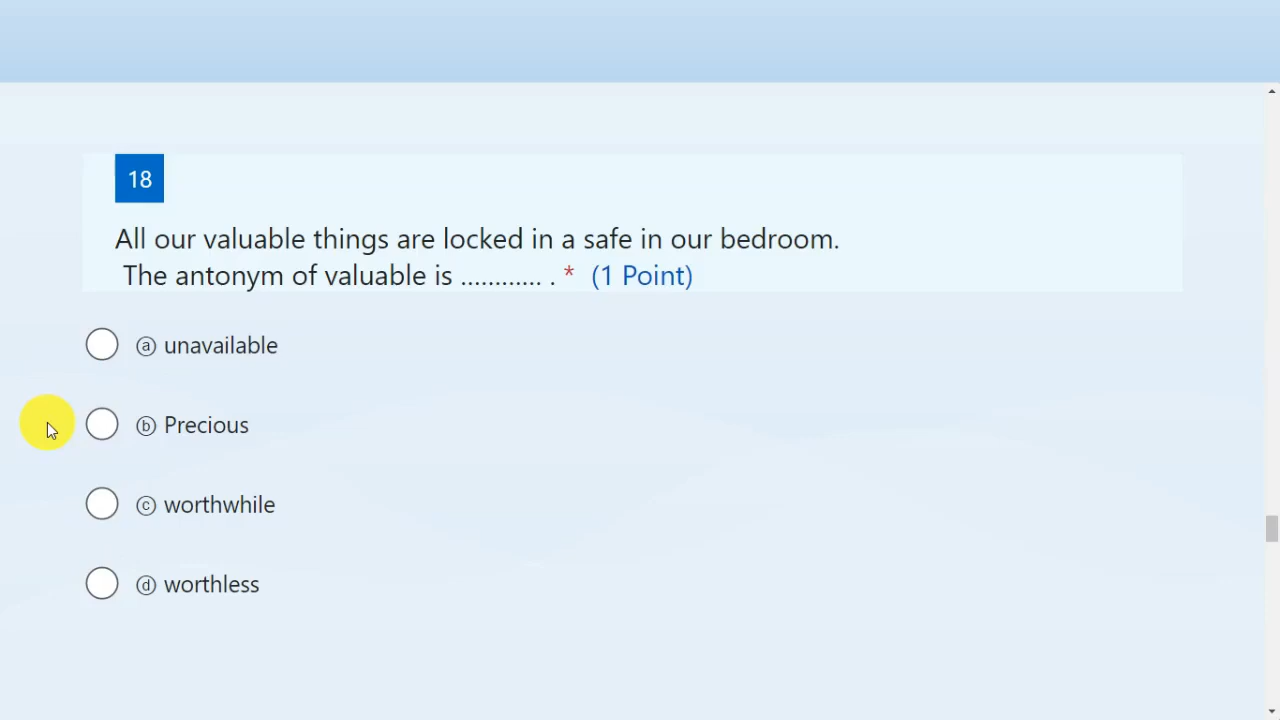 18
All our valuable things are locked in a safe in our bedroom.
The antonym of valuable is ............ . * (1 Point)
ⓐ unavailable
ⓑ Precious
ⓒ worthwhile
ⓓ worthless